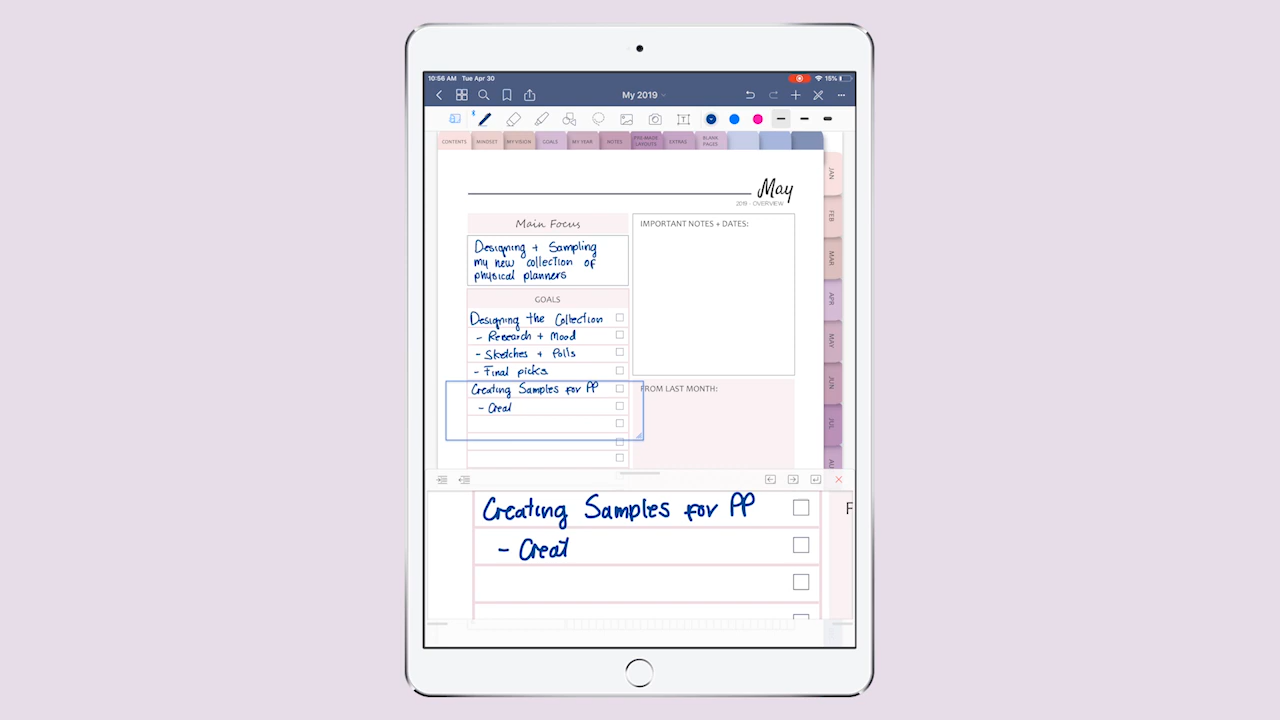 10:56 AM Tue Apr 30
15%
My 2019
CONTENTS
MINDSET
MY VISION
GOALS
MY YEAR
NOTES
PRE-MADE
LAYOUTS
EXTRAS
BLANK
PAGES
May
2019 - OVERVIEW
Main Focus
Designing + Sampling
my new collection of
physical planners
IMPORTANT NOTES + DATES:
GOALS
Designing the Collection
- Research + Mood
- Sketches + Polls
- Final picks
Creating Samples for PP
- Creat
FROM LAST MONTH:
JAN
FEB
MAR
APR
MAY
JUN
JUL
AU
Creating Samples for PP
- Creat
F